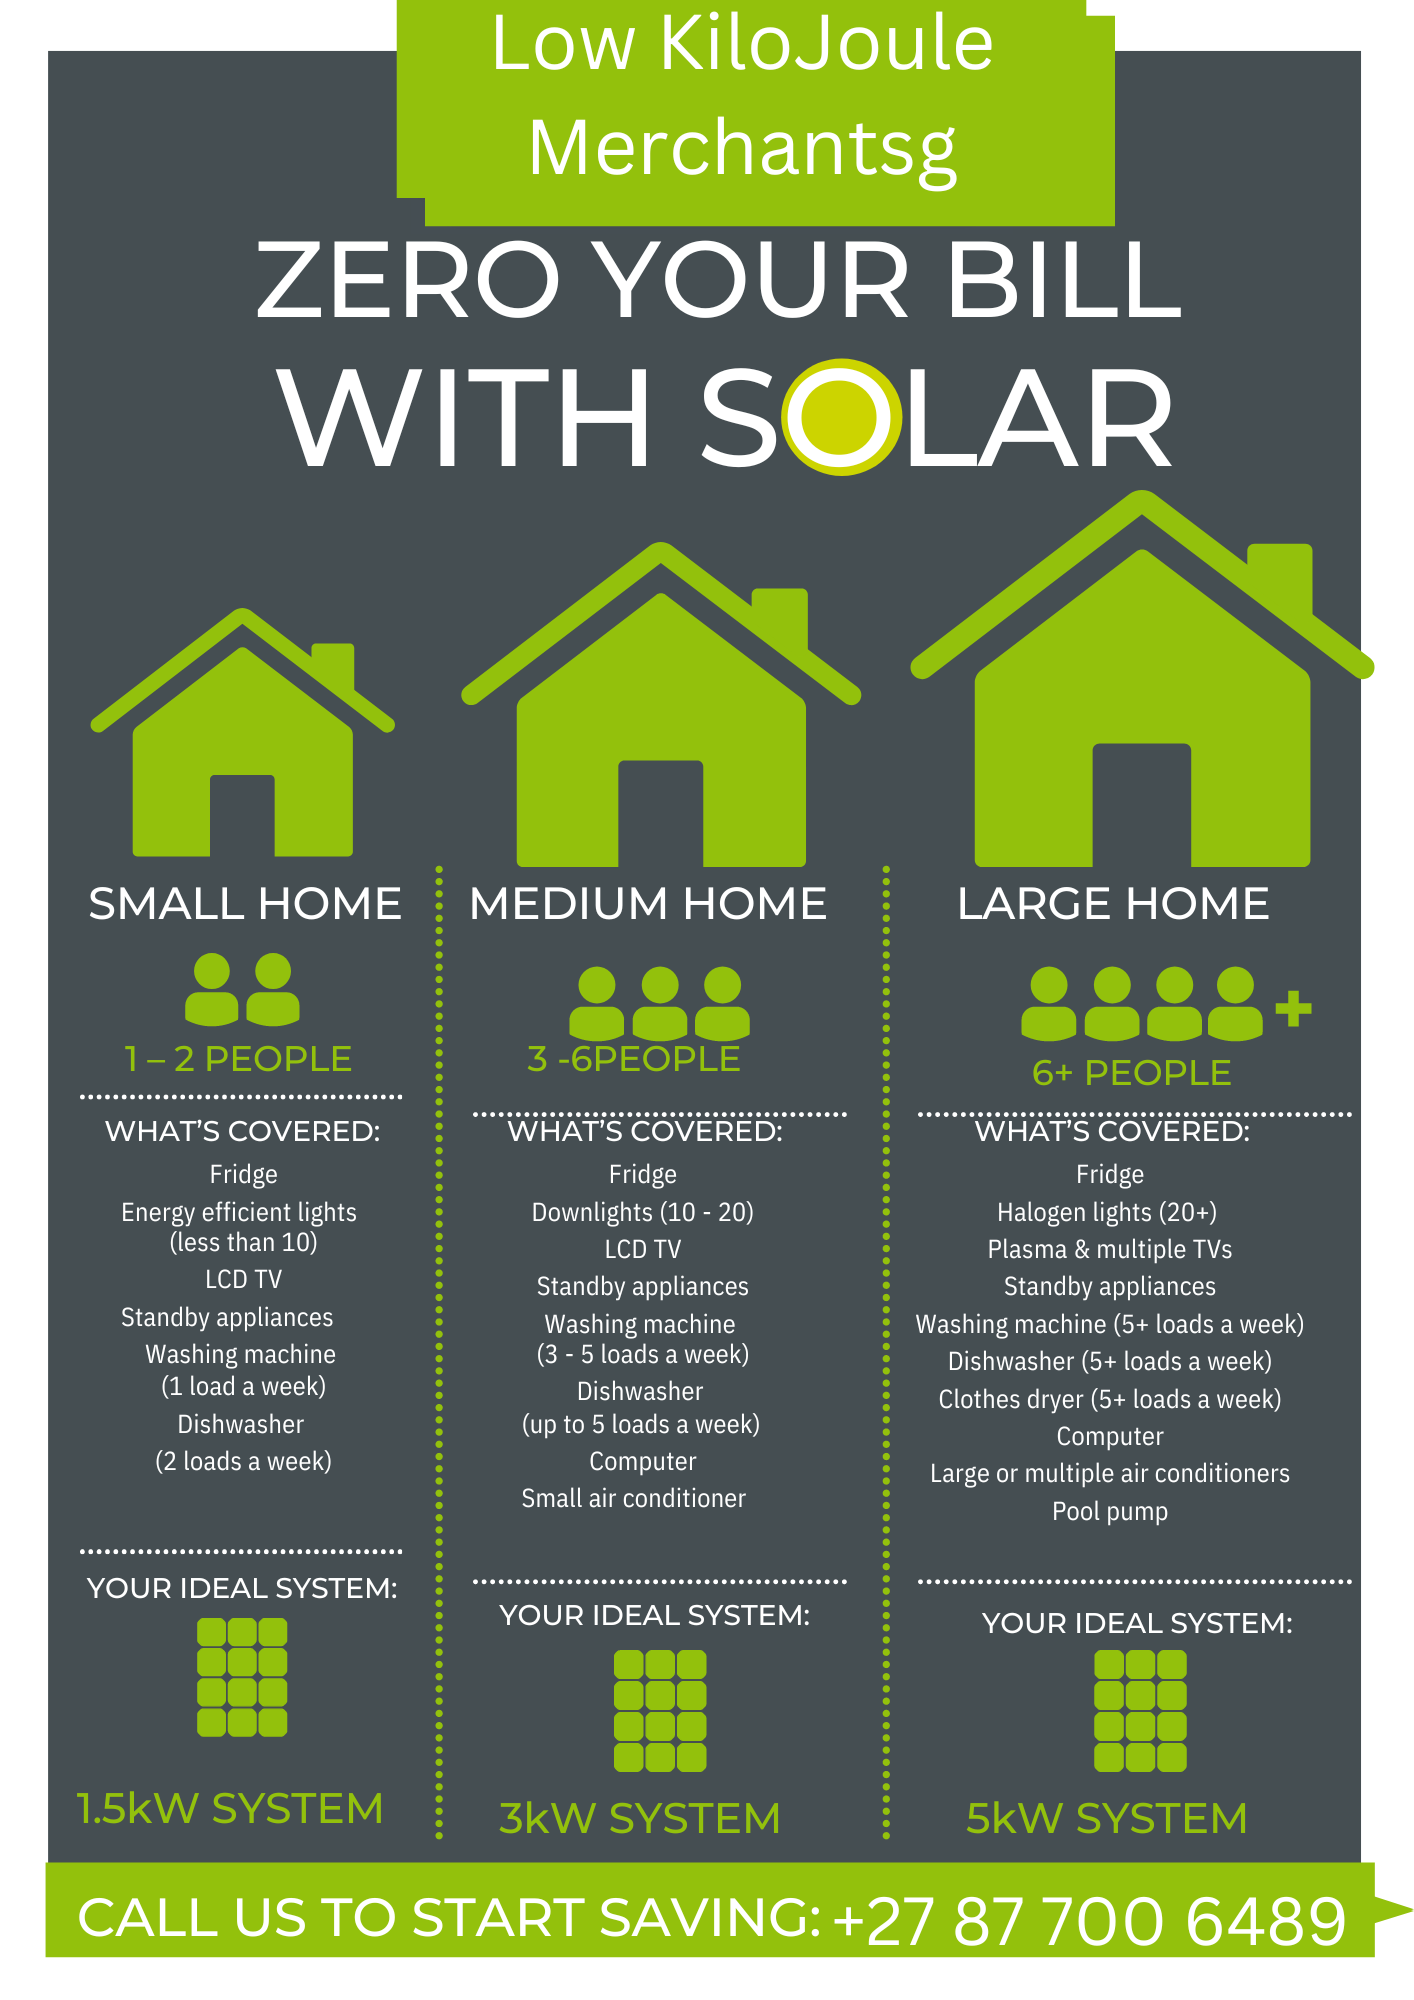 Low KiloJoule
Merchantsg
ZERO YOUR BILL
WITH SOLAR
SMALL HOME
1 – 2 PEOPLE
WHAT'S COVERED:
Fridge
Energy efficient lights
(less than 10)
LCD TV
Standby appliances
Washing machine
(1 load a week)
Dishwasher
(2 loads a week)
YOUR IDEAL SYSTEM:
1.5kW SYSTEM
MEDIUM HOME
3 -6PEOPLE
WHAT'S COVERED:
Fridge
Downlights (10 - 20)
LCD TV
Standby appliances
Washing machine
(3 - 5 loads a week)
Dishwasher
(up to 5 loads a week)
Computer
Small air conditioner
YOUR IDEAL SYSTEM:
3kW SYSTEM
LARGE HOME
6+ PEOPLE
WHAT'S COVERED:
Fridge
Halogen lights (20+)
Plasma & multiple TVs
Standby appliances
Washing machine (5+ loads a week)
Dishwasher (5+ loads a week)
Clothes dryer (5+ loads a week)
Computer
Large or multiple air conditioners
Pool pump
YOUR IDEAL SYSTEM:
5kW SYSTEM
CALL US TO START SAVING: +27 87 700 6489